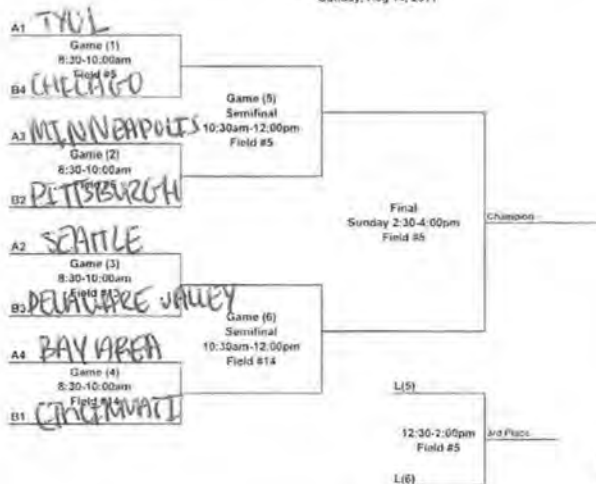 A1 TYUL
Game (1)
8:30-10:00am
Field #5
B4 CHECAGO
A3 MINNEAPOLIS
Game (2)
8:30-10:00am
B2 PITTSBURGH
A2 SEATTLE
Game (3)
8:30-10:00am
B3 DELAWARE VALLEY
A4 BAY AREA
Game (4)
8:30-10:00am
Field #14
B1 CINCINNATI
Game (5)
Semifinal
10:30am-12:00pm
Field #5
Game (6)
Semifinal
10:30am-12:00pm
Field #14
Final
Sunday 2:30-4:00pm
Field #5
Champion
L(5)
12:30-2:00pm
Field #5
3rd Place
L(6)